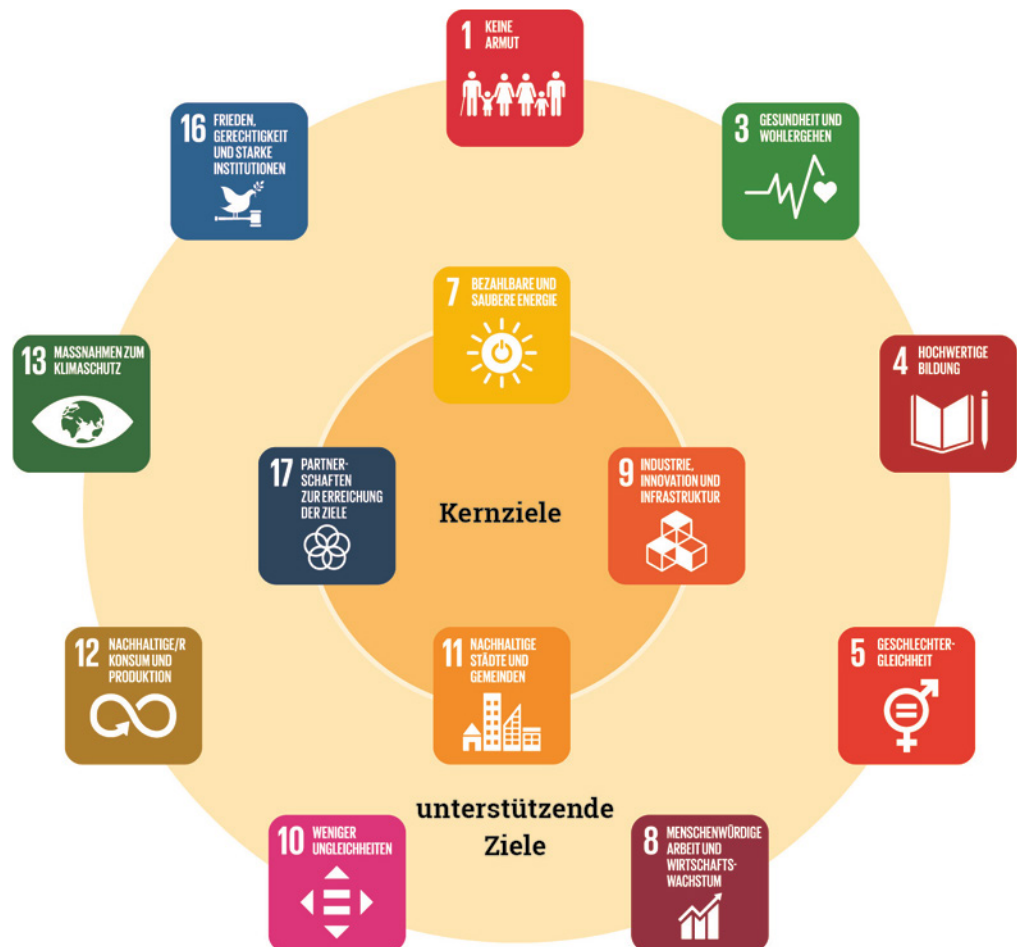 1 KEINE
ARMUT
16 FRIEDEN,
GERECHTIGKEIT
UND STARKE
INSTITUTIONEN
3 GESUNDHEIT UND
WOHLERGEHEN
7 BEZAHLBARE UND
SAUBERE ENERGIE
13 MASSNAHMEN ZUM
KLIMASCHUTZ
4 HOCHWERTIGE
BILDUNG
17 PARTNER-
SCHAFTEN
ZUR ERREICHUNG
DER ZIELE
9 INDUSTRIE,
INNOVATION UND
INFRASTRUKTUR
Kernziele
12 NACHHALTIGE/R
KONSUM UND
PRODUKTION
11 NACHHALTIGE
STÄDTE UND
GEMEINDEN
5 GESCHLECHTER-
GLEICHHEIT
unterstützende
Ziele
10 WENIGER
UNGLEICHHEITEN
8 MENSCHENWÜRDIGE
ARBEIT UND
WIRTSCHAFTS-
WACHSTUM